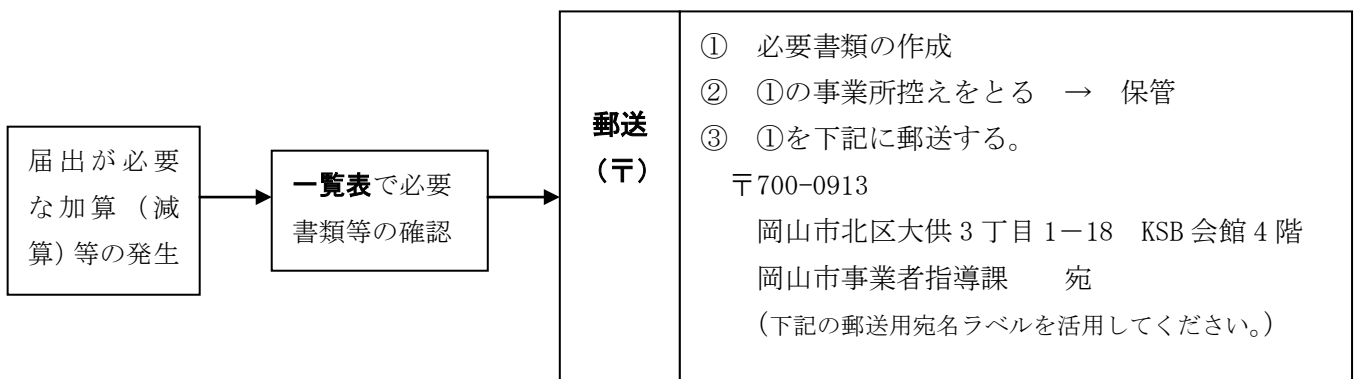 届出が必要
な加算（減
算）等の発生
一覧表で必要
書類等の確認
郵送
（〒）
①　必要書類の作成
②　①の事業所控えをとる　→　保管
③　①を下記に郵送する。
〒700-0913
岡山市北区大供3丁目1－18　KSB会館4階
岡山市事業者指導課　　宛
（下記の郵送用宛名ラベルを活用してください。）